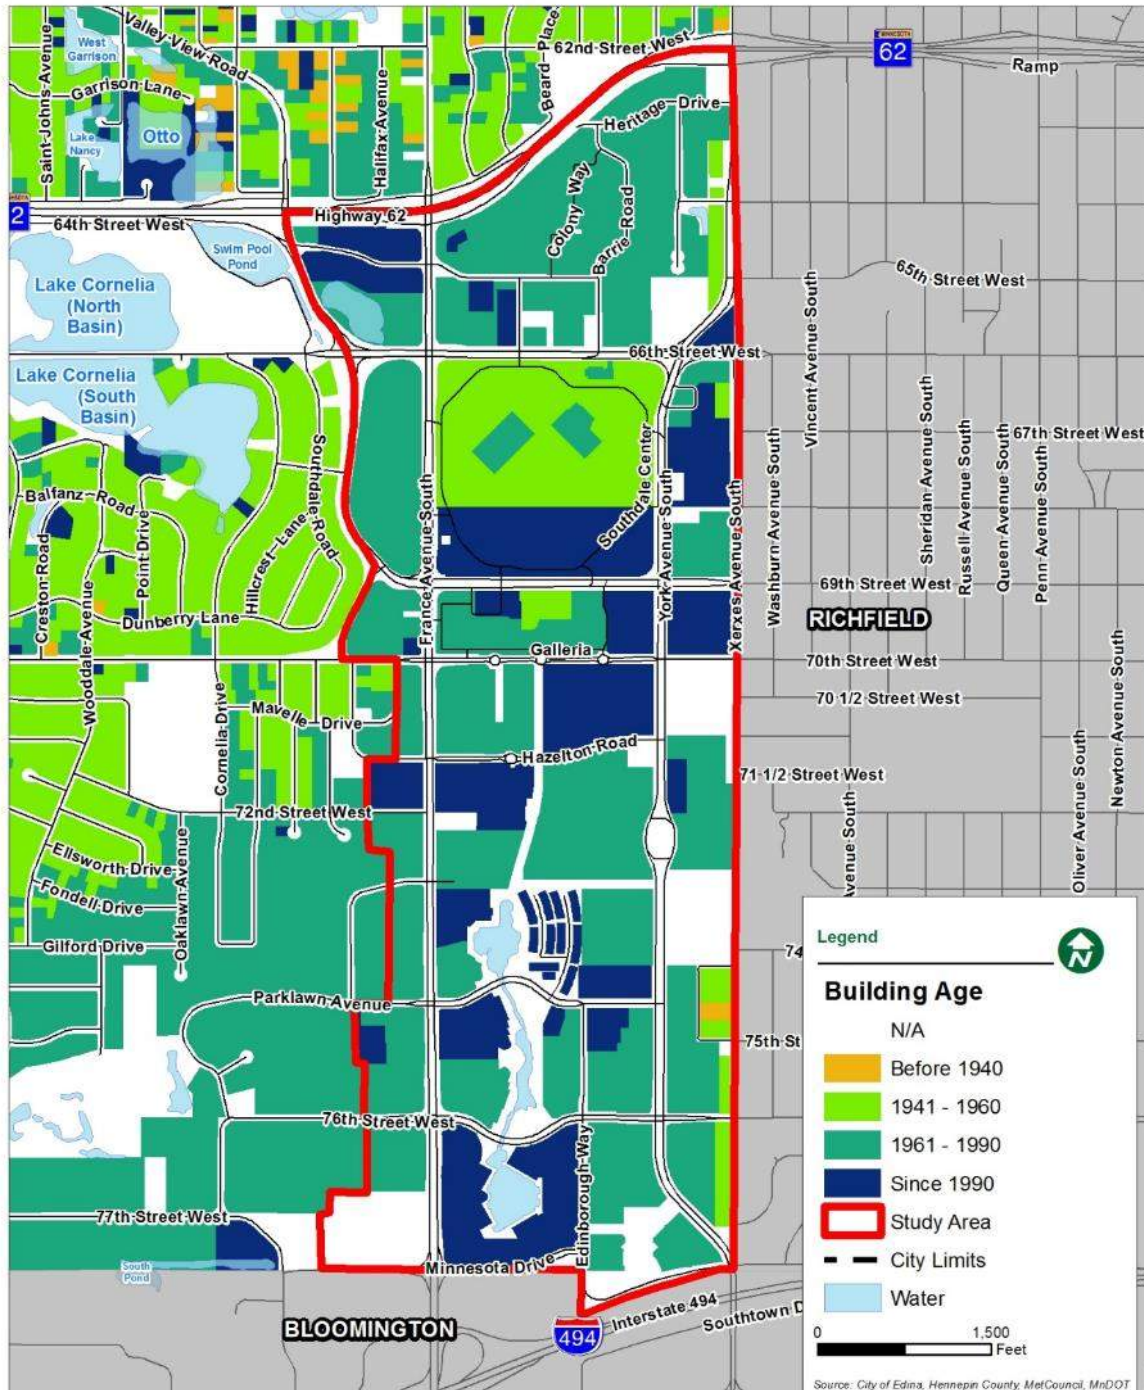 Saint Johns Avenue
West
Garrison
Valley View Road
Garrison Lane
Lake
Nancy
Otto
Halifax Avenue
Beard Place
62nd Street West
62
Ramp
Heritage Drive
Colony Way
Barrie Road
2
64th Street West
Highway 62
Swim Pool
Pond
Lake Cornelia
(North
Basin)
65th Street West
66th Street West
Lake Cornelia
(South
Basin)
Vincent Avenue South
67th Street West
Southdale Road
Southdale Center
France Avenue South
York Avenue South
Xerxes Avenue South
Washburn Avenue South
Sheridan Avenue South
Russell Avenue South
Queen Avenue South
Penn Avenue South
Balfanz Road
Point Drive
Hillcrest Lane
Creston Road
Wooddale Avenue
Dunberry Lane
69th Street West
RICHFIELD
Galleria
70th Street West
70 1/2 Street West
Newton Avenue South
Cornelia Drive
Mavelle Drive
Hazelton Road
71 1/2 Street West
72nd Street West
Oliver Avenue South
Avenue South
Ellsworth Drive
Fondell Drive
Oaklawn Avenue
Gilford Drive
74
Parklawn Avenue
75th St
76th Street West
Edinborough Way
77th Street West
South
Pond
Minnesota Drive
BLOOMINGTON
494
Interstate 494
Southtown D
Legend
N
Building Age
N/A
Before 1940
1941 - 1960
1961 - 1990
Since 1990
Study Area
City Limits
Water
0 1,500
Feet
Source: City of Edina, Hennepin County, MetCouncil, MnDOT